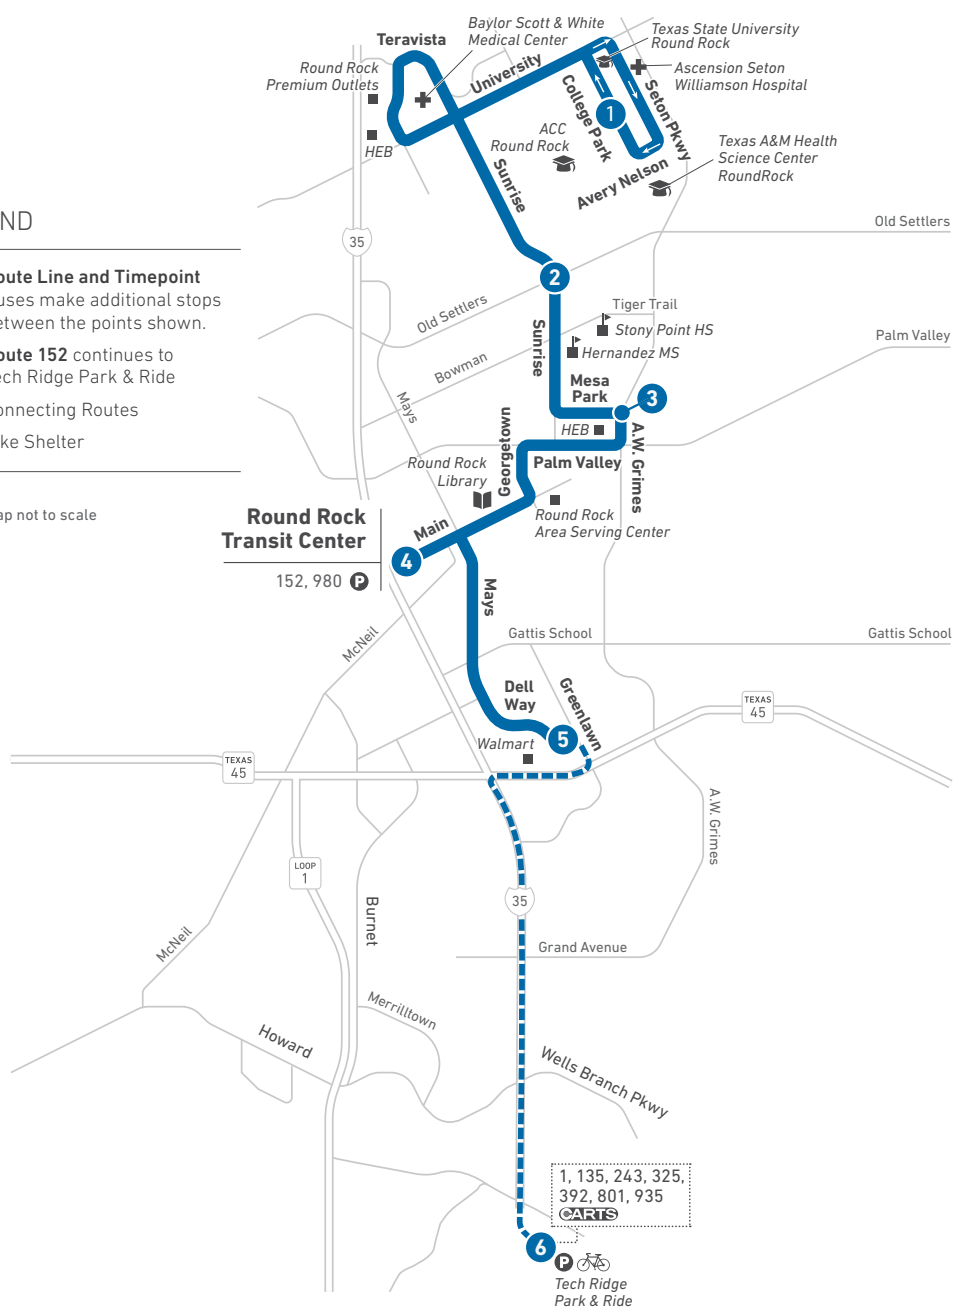 Baylor Scott & White
Medical Center
Teravista
Texas State University
Round Rock
Round Rock
Premium Outlets
University
Ascension Seton
Williamson Hospital
College Park
Seton Pkwy
1
HEB
ACC
Round Rock
Texas A&M Health
Science Center
RoundRock
Avery Nelson
Sunrise
ND
35
Old Settlers
oute Line and Timepoint
uses make additional stops
etween the points shown.
2
Old Settlers
Tiger Trail
Stony Point HS
Sunrise
Palm Valley
Hernandez MS
oute 152 continues to
ech Ridge Park & Ride
Bowman
Mesa
Park
3
Mays
onnecting Routes
HEB
A.W. Grimes
ke Shelter
Georgetown
Palm Valley
Round Rock
Library
ap not to scale
Round Rock
Transit Center
Main
Round Rock
Area Serving Center
4
152, 980 P
Mays
McNeil
Gattis School
Gattis School
Dell
Way
Greenlawn
TEXAS
45
Walmart
5
TEXAS
45
A.W. Grimes
LOOP
1
35
Burnet
McNeil
Grand Avenue
Merrilltown
Howard
Wells Branch Pkwy
1, 135, 243, 325,
392, 801, 935
CARTS
6
P
Tech Ridge
Park & Ride